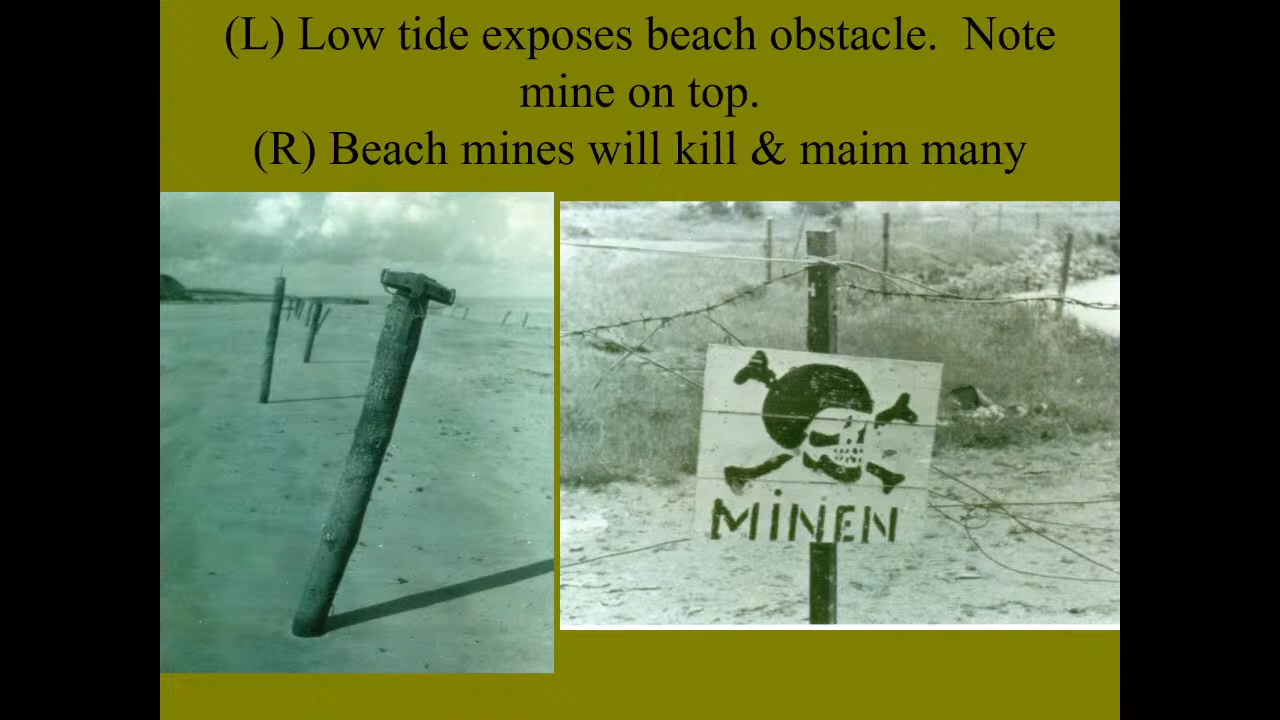 (L) Low tide exposes beach obstacle. Note
mine on top.
(R) Beach mines will kill & maim many
MiNEN